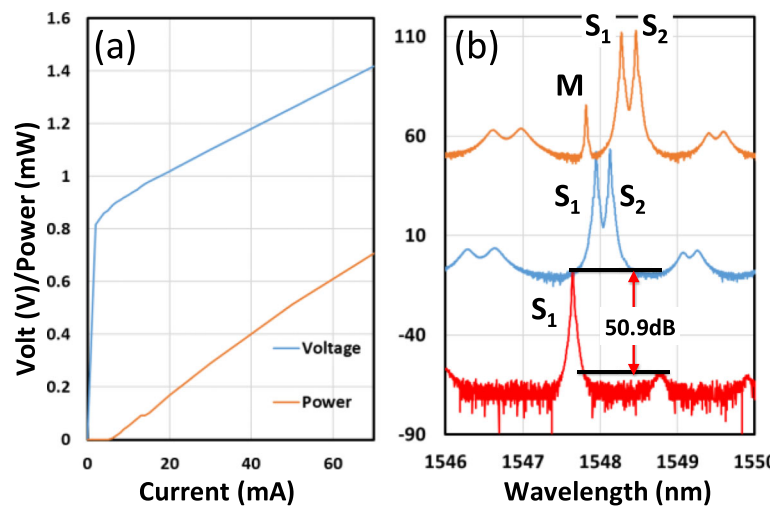 (a)
1.6
1.4
1.2
1
0.8
0.6
0.4
0.2
0
0
20
40
60
Volt (V)/Power (mW)
Current (mA)
Voltage
Power
(b)
110
60
10
-40
-90
1546
1547
1548
1549
1550
Wavelength (nm)
S1 S2
M
S1 S2
S1
50.9dB